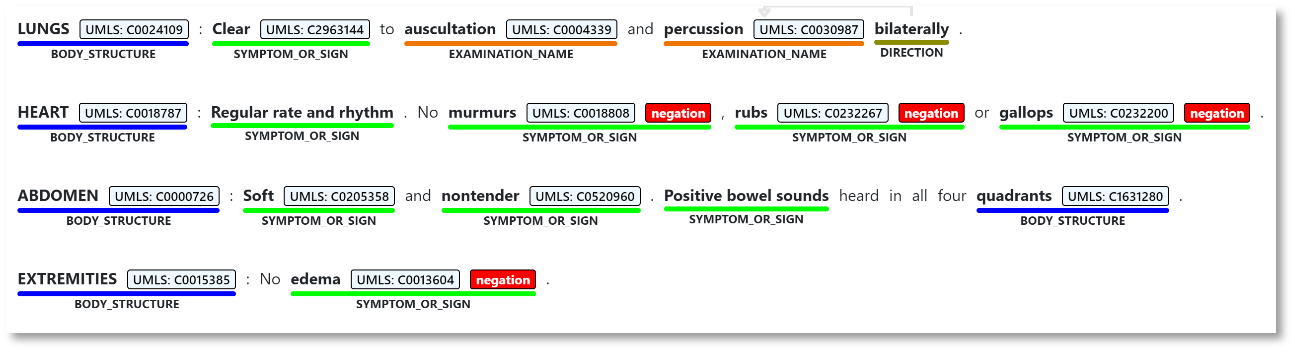 LUNGS UMLS: C0024109 : Clear UMLS: C2963144 to auscultation UMLS: C0004339 and percussion UMLS: C0030987 bilaterally .
BODY_STRUCTURE SYMPTOM_OR_SIGN EXAMINATION_NAME EXAMINATION_NAME DIRECTION
HEART UMLS: C0018787 : Regular rate and rhythm . No murmurs UMLS: C0018808 negation , rubs UMLS: C0232267 negation or gallops UMLS: C0232200 negation .
BODY_STRUCTURE SYMPTOM_OR_SIGN SYMPTOM_OR_SIGN SYMPTOM_OR_SIGN SYMPTOM_OR_SIGN
ABDOMEN UMLS: C0000726 : Soft UMLS: C0205358 and nontender UMLS: C0520960 . Positive bowel sounds heard in all four quadrants UMLS: C1631280 .
BODY_STRUCTURE SYMPTOM_OR_SIGN SYMPTOM_OR_SIGN SYMPTOM_OR_SIGN BODY_STRUCTURE
EXTREMITIES UMLS: C0015385 : No edema UMLS: C0013604 negation .
BODY_STRUCTURE SYMPTOM_OR_SIGN